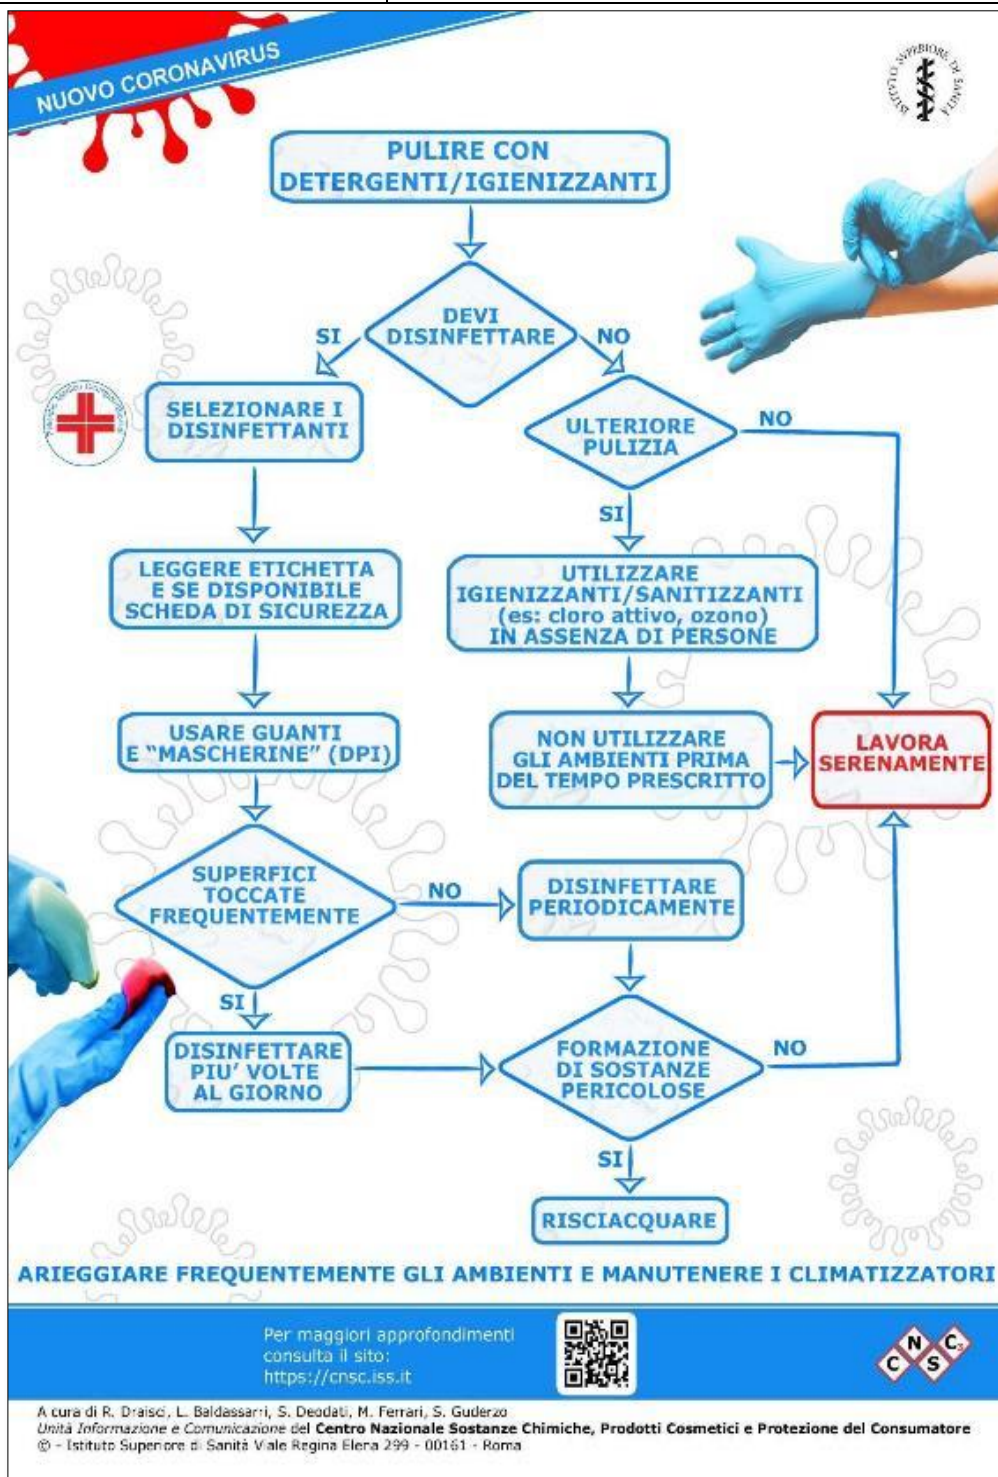 NUOVO CORONAVIRUS
ISTITVTO SVPERIORE DI SANITÀ
PULIRE CON
DETERGENTI/IGIENIZZANTI
DEVI
DISINFETTARE
SI
NO
SELEZIONARE I
DISINFETTANTI
ULTERIORE
PULIZIA
NO
SI
LEGGERE ETICHETTA
E SE DISPONIBILE
SCHEDA DI SICUREZZA
UTILIZZARE
IGIENIZZANTI/SANITIZZANTI
(es: cloro attivo, ozono)
IN ASSENZA DI PERSONE
USARE GUANTI
E “MASCHERINE” (DPI)
NON UTILIZZARE
GLI AMBIENTI PRIMA
DEL TEMPO PRESCRITTO
LAVORA
SERENAMENTE
SUPERFICI
TOCCATE
FREQUENTEMENTE
NO
DISINFETTARE
PERIODICAMENTE
SI
DISINFETTARE
PIU’ VOLTE
AL GIORNO
FORMAZIONE
DI SOSTANZE
PERICOLOSE
NO
SI
RISCIACQUARE
ARIEGGIARE FREQUENTEMENTE GLI AMBIENTI E MANUTENERE I CLIMATIZZATORI
Per maggiori approfondimenti
consulta il sito:
https://cnsc.iss.it
C N S C3
A cura di R. Draisci, L. Baldassarri, S. Deodati, M. Ferrari, S. Guderzo
Unità Informazione e Comunicazione del Centro Nazionale Sostanze Chimiche, Prodotti Cosmetici e Protezione del Consumatore
© - Istituto Superiore di Sanità Viale Regina Elena 299 - 00161 - Roma